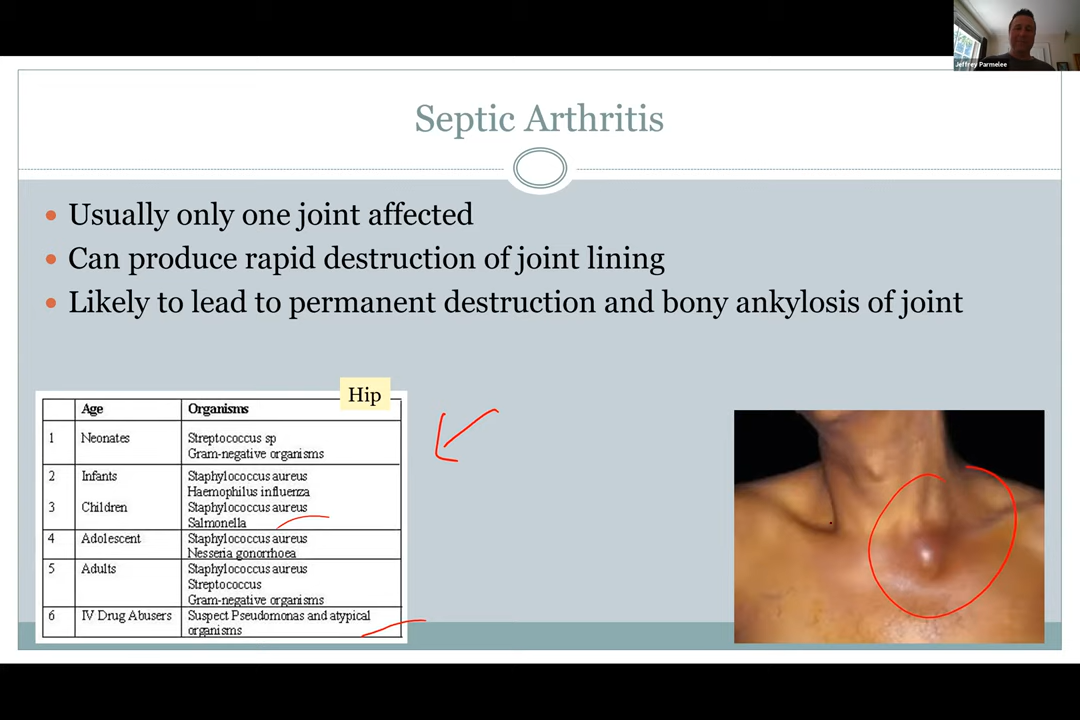 Jeffrey Parmelee
Septic Arthritis
Usually only one joint affected
Can produce rapid destruction of joint lining
Likely to lead to permanent destruction and bony ankylosis of joint
Hip
Age Organisms
1 Neonates Streptococcus sp
Gram-negative organisms
2 Infants Staphylococcus aureus
Haemophilus influenza
3 Children Staphylococcus aureus
Salmonella
4 Adolescent Staphylococcus aureus
Nesseria gonorrhoea
5 Adults Staphylococcus aureus
Streptococcus
Gram-negative organisms
6 IV Drug Abusers Suspect Pseudomonas and atypical
organisms